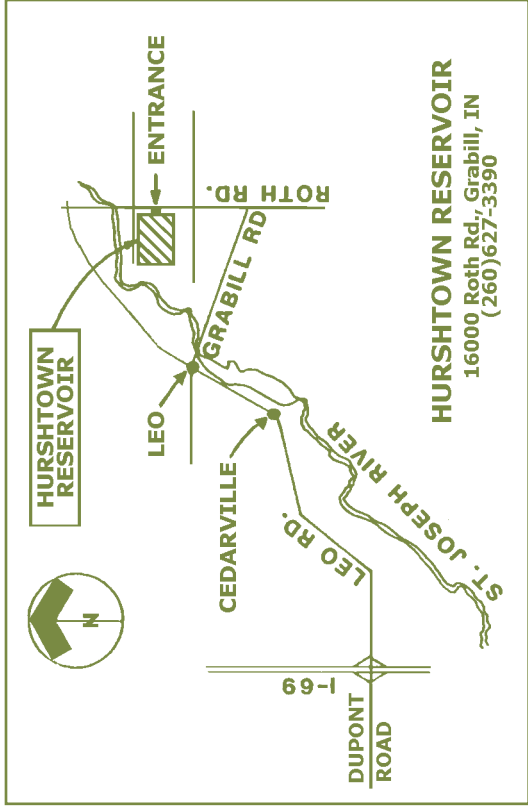 HURSHTOWN
RESERVOIR
N
LEO
ENTRANCE
ROTH RD.
GRABILL RD
CEDARVILLE
LEO RD.
ST. JOSEPH RIVER
I-69
DUPONT
ROAD
HURSHTOWN RESERVOIR
16000 Roth Rd., Grabill, IN
(260)627-3390